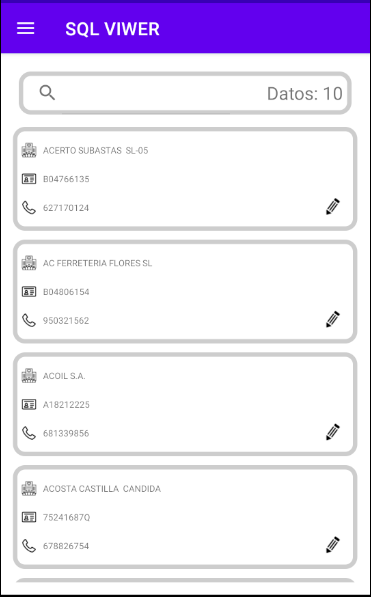 SQL VIWER
Datos: 10
ACERTO SUBASTAS SL-05
B04766135
627170124
AC FERRETERIA FLORES SL
B04806154
950321562
ACOIL S.A.
A18212225
681339856
ACOSTA CASTILLA CANDIDA
75241687Q
678826754